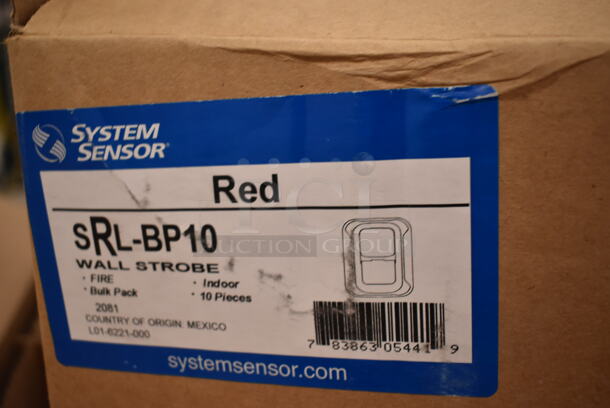 SYSTEM
SENSOR®
Red
SRL-BP10
WALL STROBE
· FIRE · Indoor
· Bulk Pack · 10 Pieces
2081
COUNTRY OF ORIGIN: MEXICO
L01-6221-000
7 83863 05441 9
systemsensor.com
PCI
AUCTION GROUP